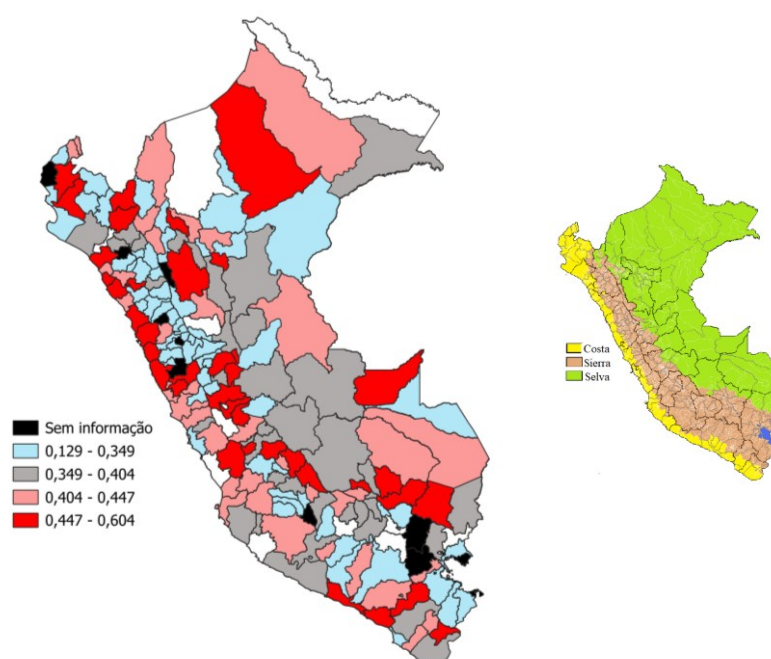 Sem informação
0,129 - 0,349
0,349 - 0,404
0,404 - 0,447
0,447 - 0,604
Costa
Sierra
Selva